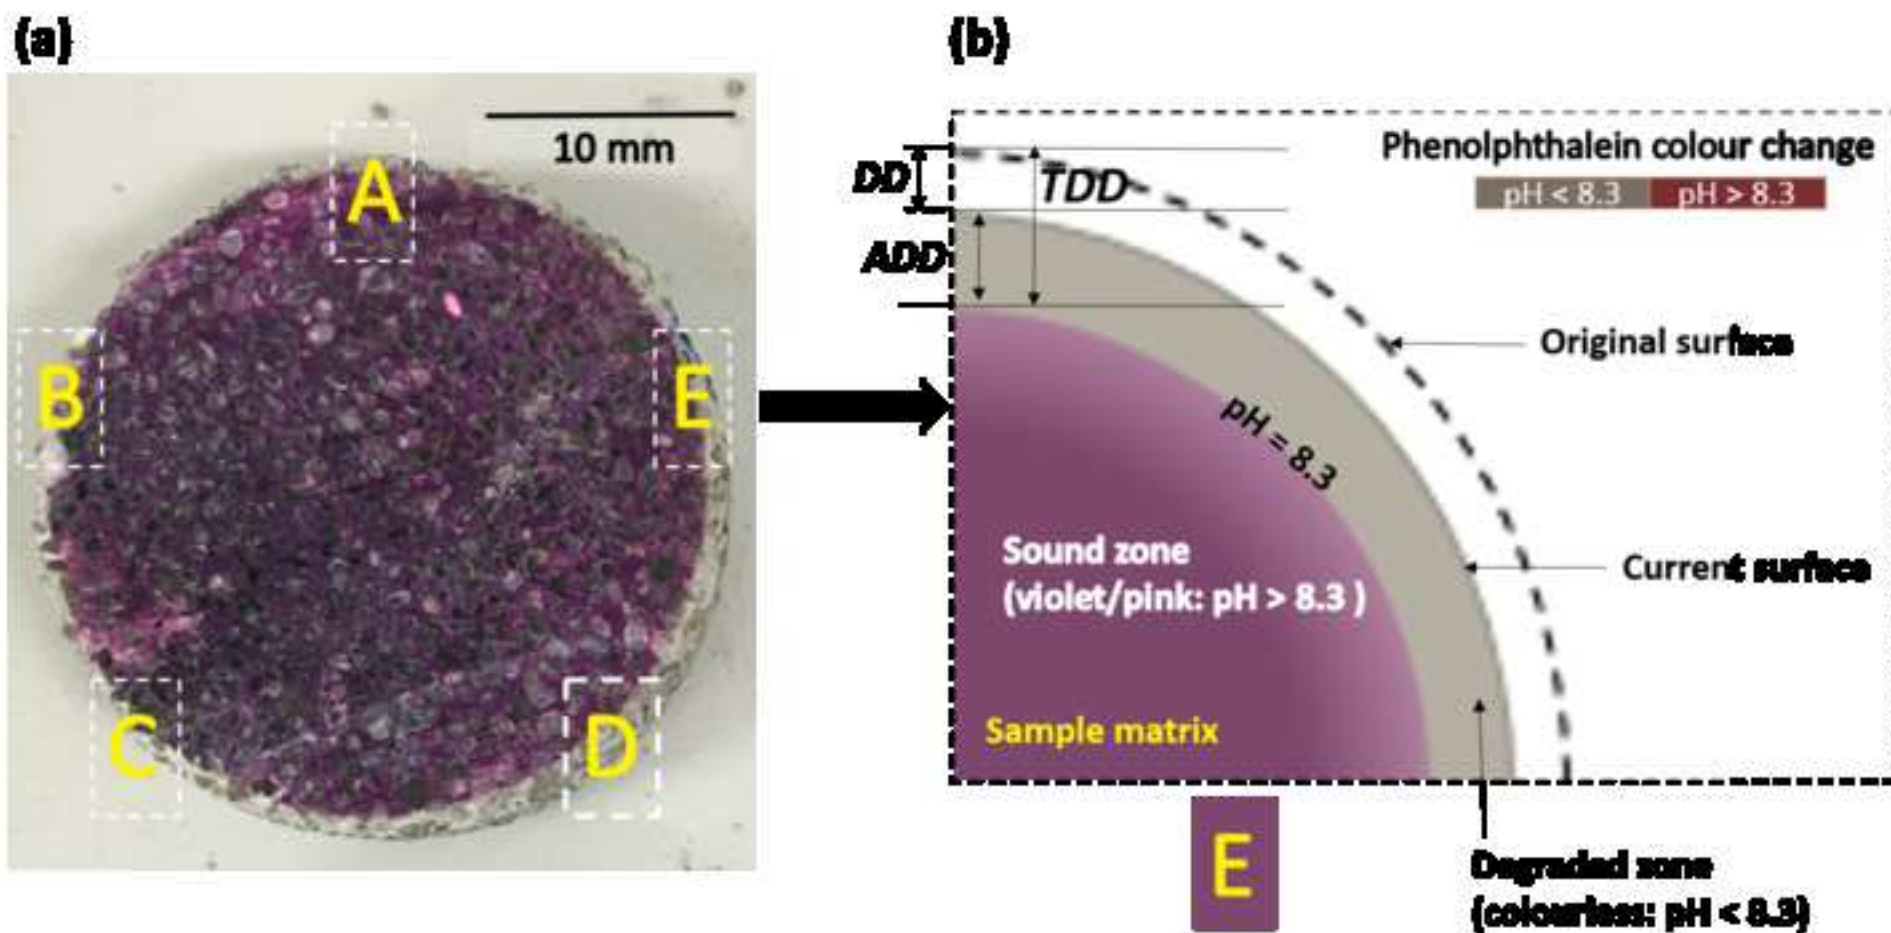 (a)
10 mm
A
B
E
C
D
(b)
DD
TDD
ADD
Phenolphthalein colour change
pH < 8.3 pH > 8.3
Original surface
pH = 8.3
Sound zone
(violet/pink: pH > 8.3 )
Current surface
Sample matrix
E
Degraded zone
(colourless: pH < 8.3)